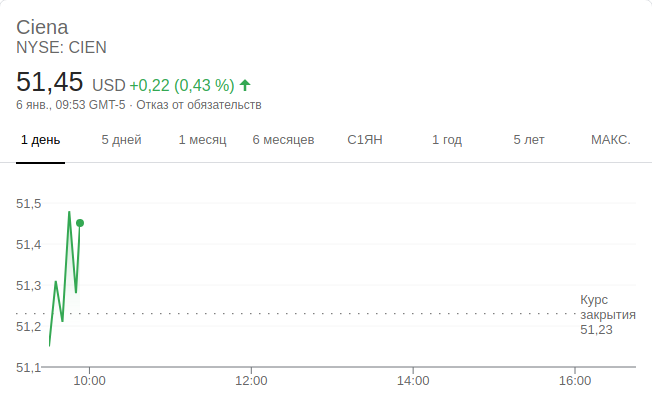 Ciena
NYSE: CIEN
51,45 USD +0,22 (0,43 %)
6 янв., 09:53 GMT-5 · Отказ от обязательств
1 день 5 дней 1 месяц 6 месяцев С1ЯН 1 год 5 лет МАКС.
51,5
51,4
51,3
51,2
51,1
Курс
закрытия
51,23
10:00 12:00 14:00 16:00